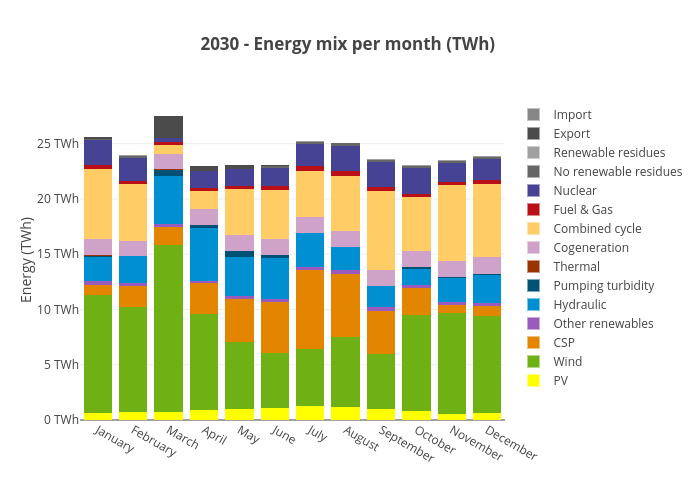 2030 - Energy mix per month (TWh)
Energy (TWh)
25 TWh
20 TWh
15 TWh
10 TWh
5 TWh
0 TWh
January
February
March
April
May
June
July
August
September
October
November
December
Import
Export
Renewable residues
No renewable residues
Nuclear
Fuel & Gas
Combined cycle
Cogeneration
Thermal
Pumping turbidity
Hydraulic
Other renewables
CSP
Wind
PV